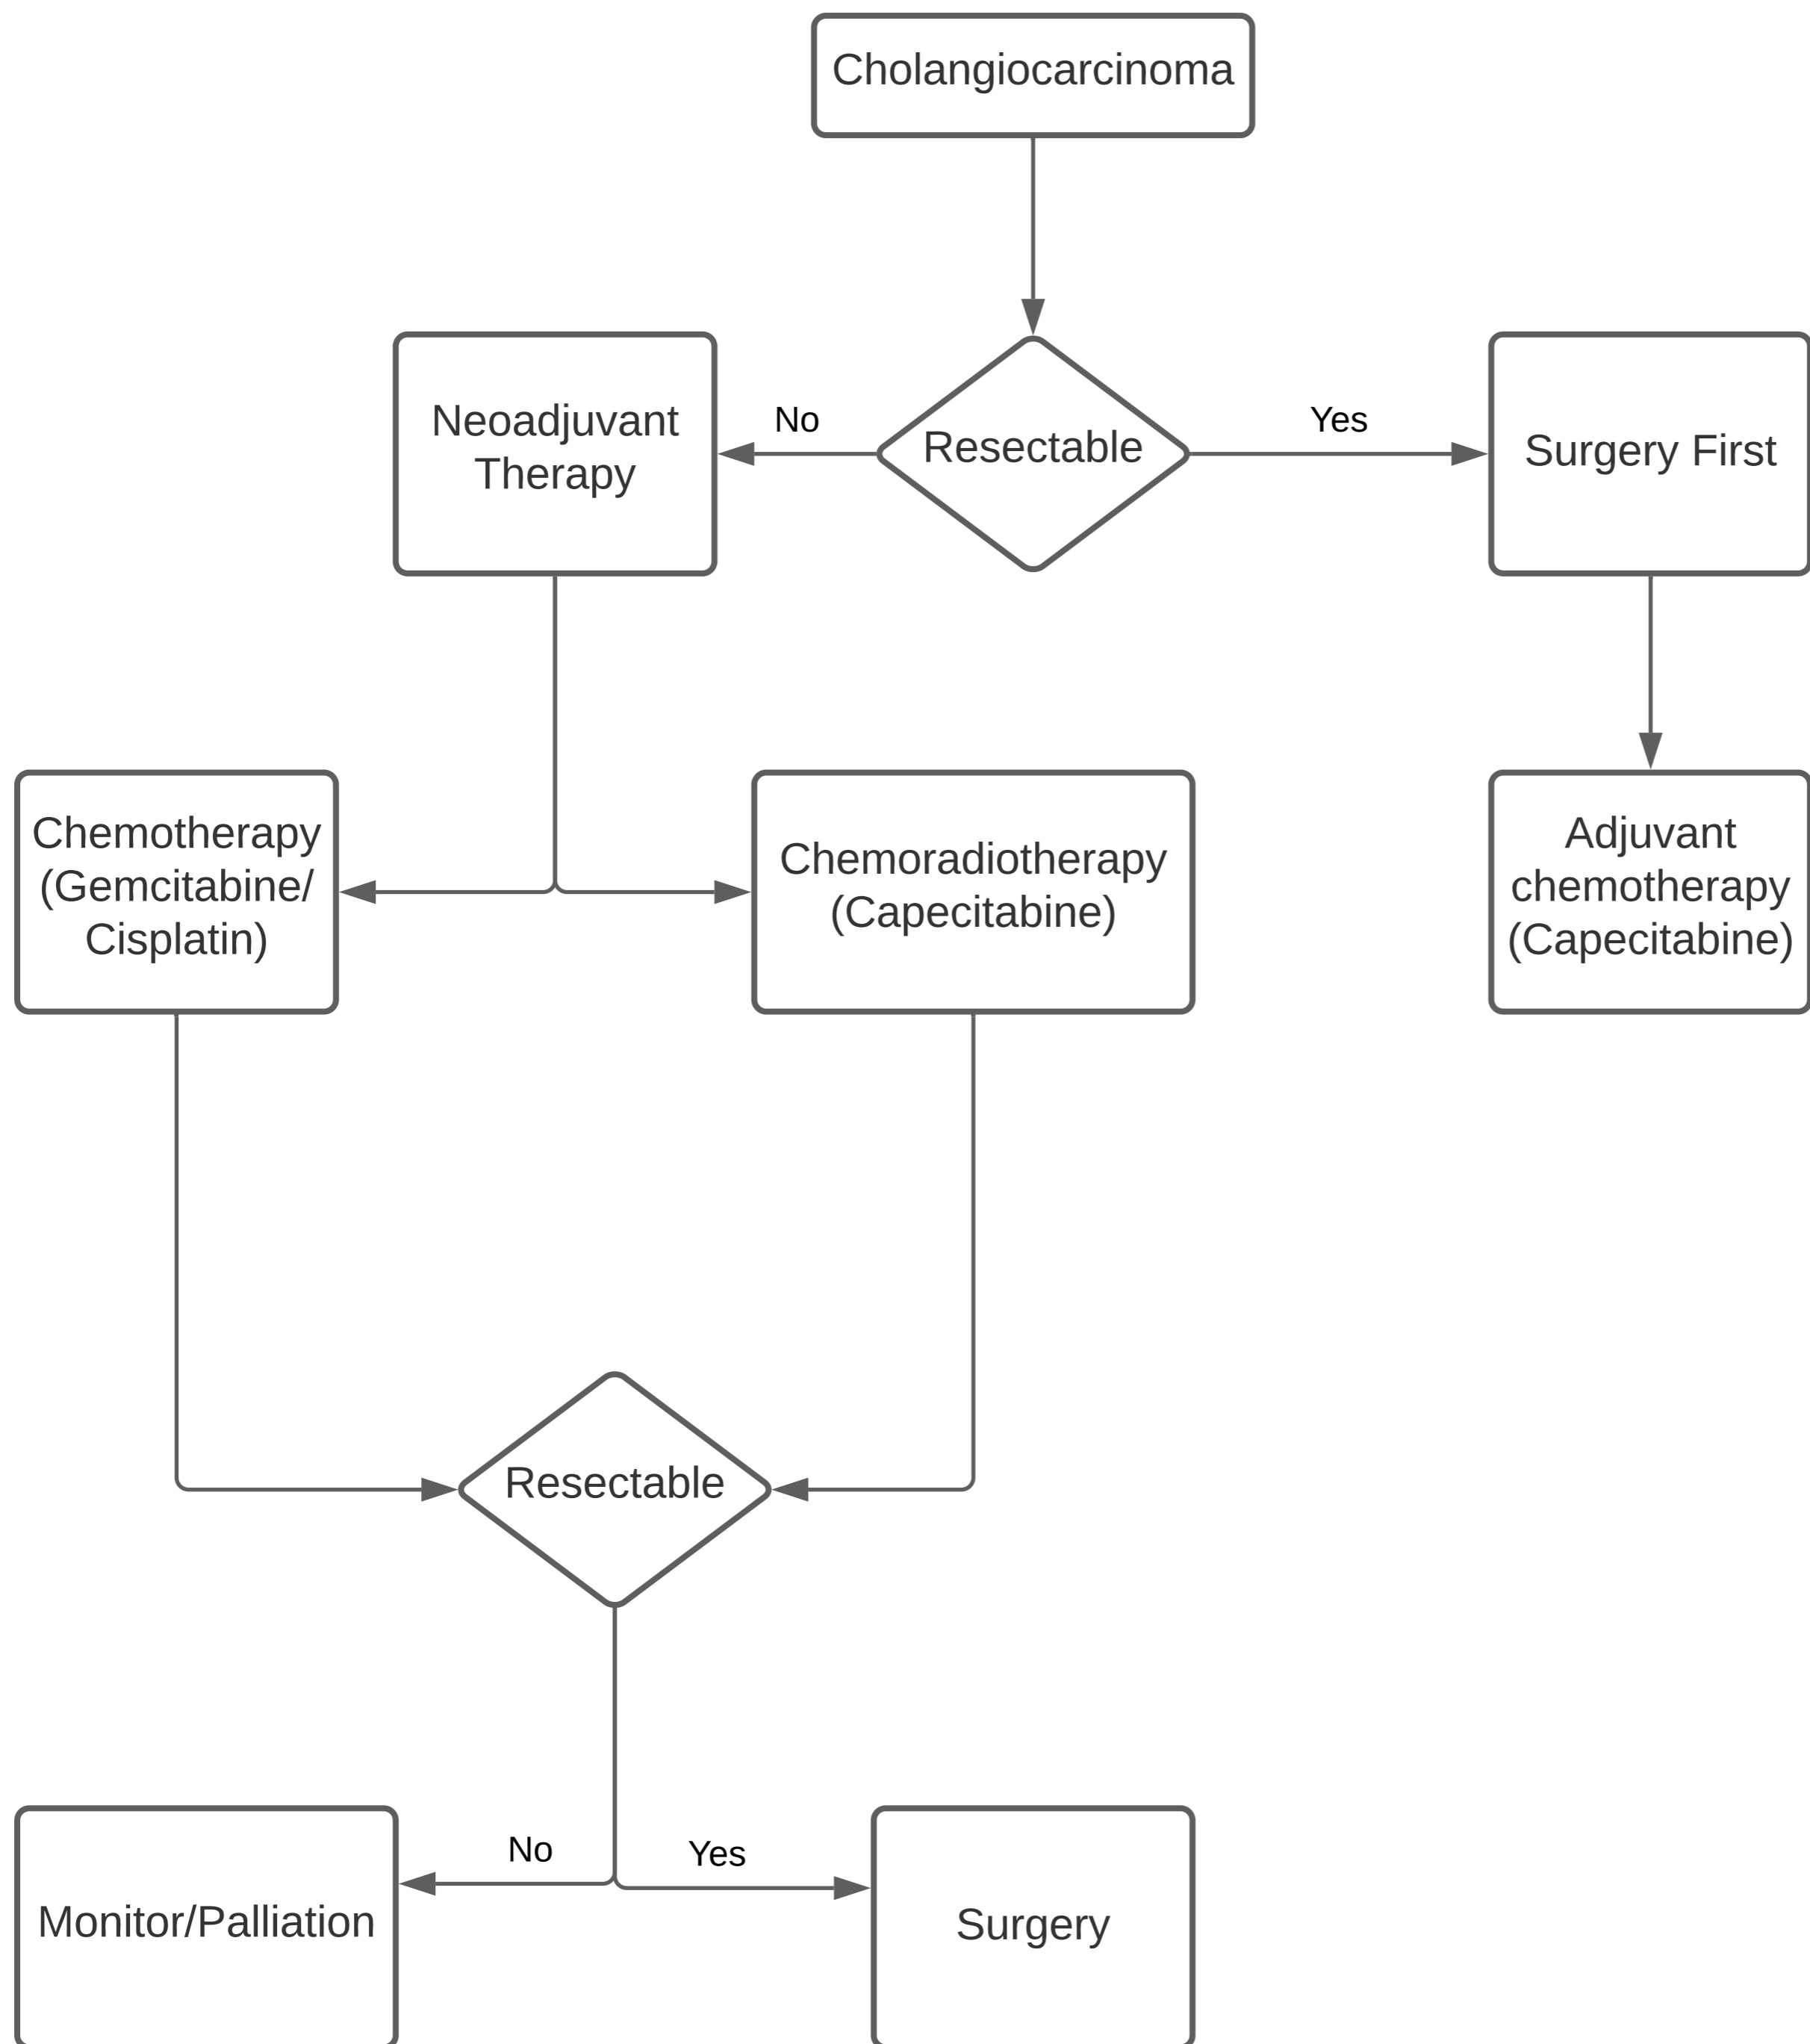 Cholangiocarcinoma
Neoadjuvant
Therapy
No
Resectable
Yes
Surgery First
Chemotherapy
(Gemcitabine/
Cisplatin)
Chemoradiotherapy
(Capecitabine)
Adjuvant
chemotherapy
(Capecitabine)
Resectable
No
Yes
Monitor/Palliation
Surgery